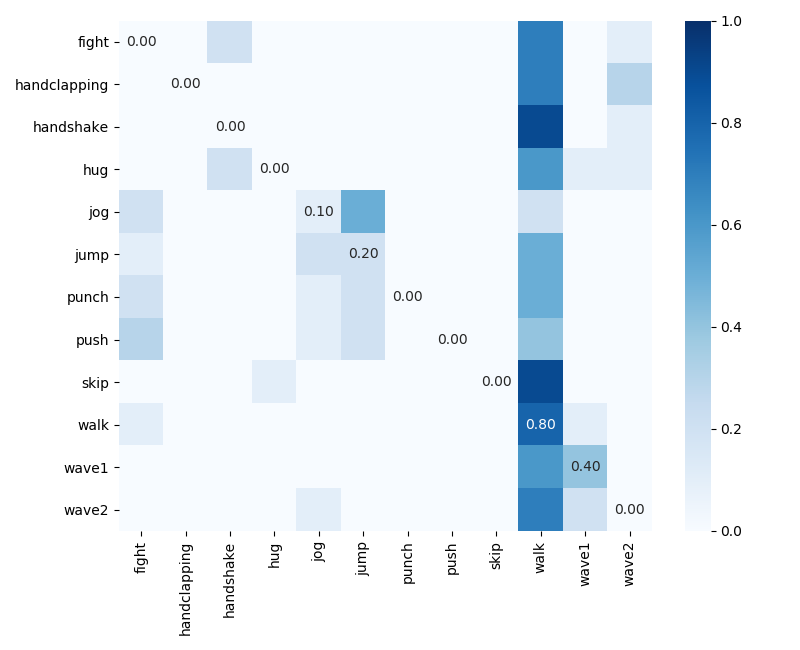 fight 0.00
handclapping 0.00
handshake 0.00
hug 0.00
jog 0.10
jump 0.20
punch 0.00
push 0.00
skip 0.00
walk 0.80
wave1 0.40
wave2 0.00
fight handclapping handshake hug jog jump punch push skip walk wave1 wave2
1.0
0.8
0.6
0.4
0.2
0.0